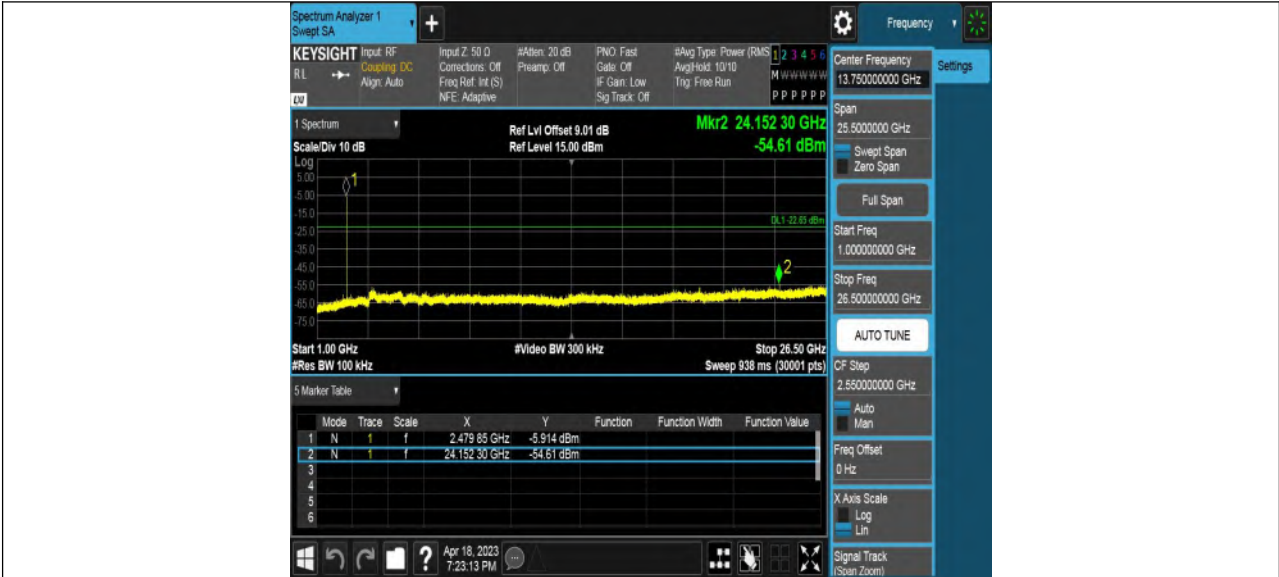 Spectrum Analyzer 1
Swept SA
+
Frequency
KEYSIGHT
RL
LXI
Input: RF
Coupling: DC
Align: Auto
Input Z: 50 Ω
Corrections: Off
Freq Ref: Int (S)
NFE: Adaptive
#Atten: 20 dB
Preamp: Off
PNO: Fast
Gate: Off
IF Gain: Low
Sig Track: Off
#Avg Type: Power (RMS
Avg|Hold: 10/10
Trig: Free Run
1 2 3 4 5 6
M W W W W W
P P P P P P
1 Spectrum
Scale/Div 10 dB
Ref Lvl Offset 9.01 dB
Ref Level 15.00 dBm
Mkr2 24.152 30 GHz
-54.61 dBm
Log
5.00
-5.00
-15.0
-25.0
-35.0
-45.0
-55.0
-65.0
-75.0
1
DL1 -22.65 dBm
2
Start 1.00 GHz
#Res BW 100 kHz
#Video BW 300 kHz
Stop 26.50 GHz
Sweep 938 ms (30001 pts)
5 Marker Table
Mode Trace Scale X Y Function Function Width Function Value
1 N 1 f 2.479 85 GHz -5.914 dBm
2 N 1 f 24.152 30 GHz -54.61 dBm
3
4
5
6
?
Apr 18, 2023
7:23:13 PM
Center Frequency
13.750000000 GHz
Settings
Span
25.5000000 GHz
Swept Span
Zero Span
Full Span
Start Freq
1.000000000 GHz
Stop Freq
26.500000000 GHz
AUTO TUNE
CF Step
2.550000000 GHz
Auto
Man
Freq Offset
0 Hz
X Axis Scale
Log
Lin
Signal Track
(Span Zoom)